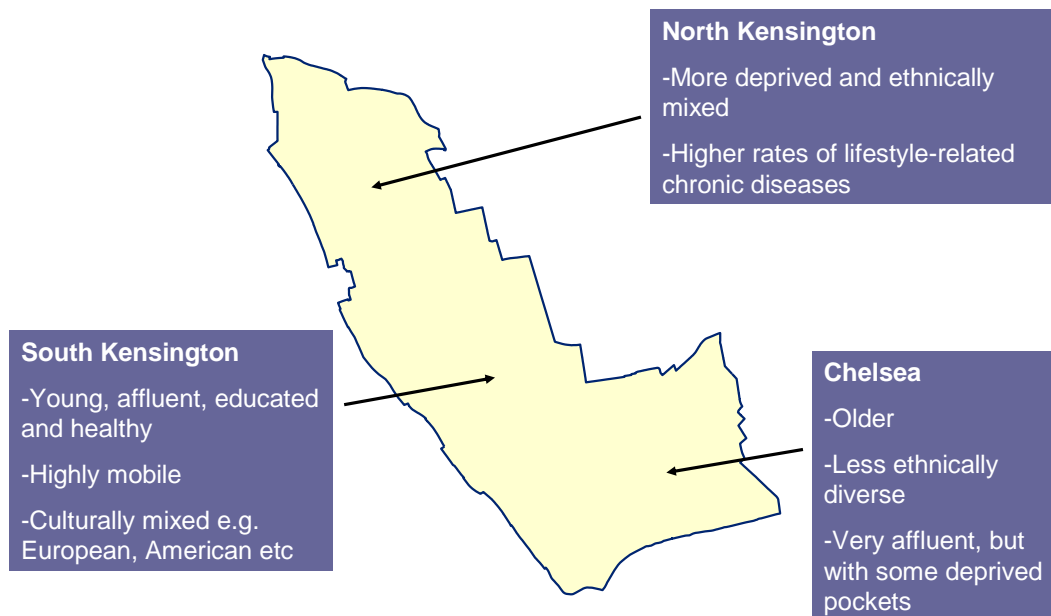 North Kensington
-More deprived and ethnically
mixed
-Higher rates of lifestyle-related
chronic diseases
South Kensington
-Young, affluent, educated
and healthy
-Highly mobile
-Culturally mixed e.g.
European, American etc
Chelsea
-Older
-Less ethnically
diverse
-Very affluent, but
with some deprived
pockets